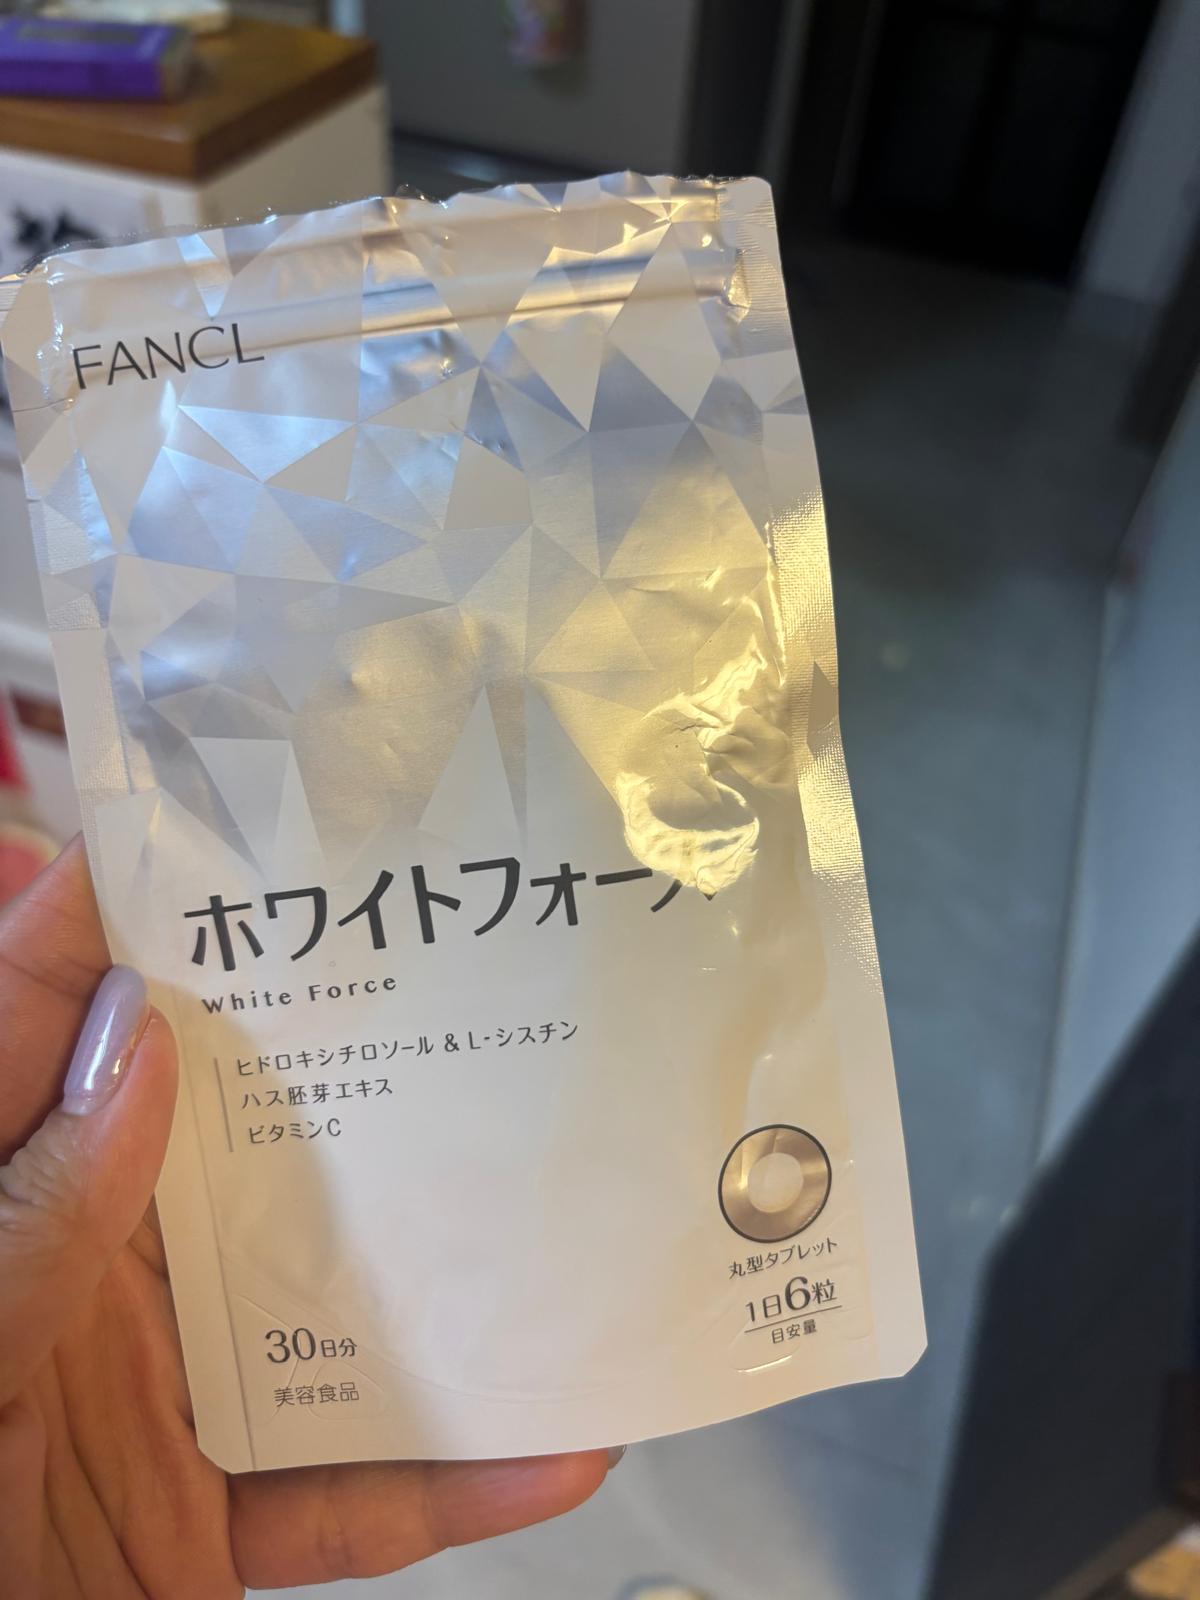 FANCL
ホワイトフォー
White Force
ヒドロキシチロソール & L-シスチン
ハス胚芽エキス
ビタミンC
丸型タブレット
1日6粒
目安量
30日分
美容食品